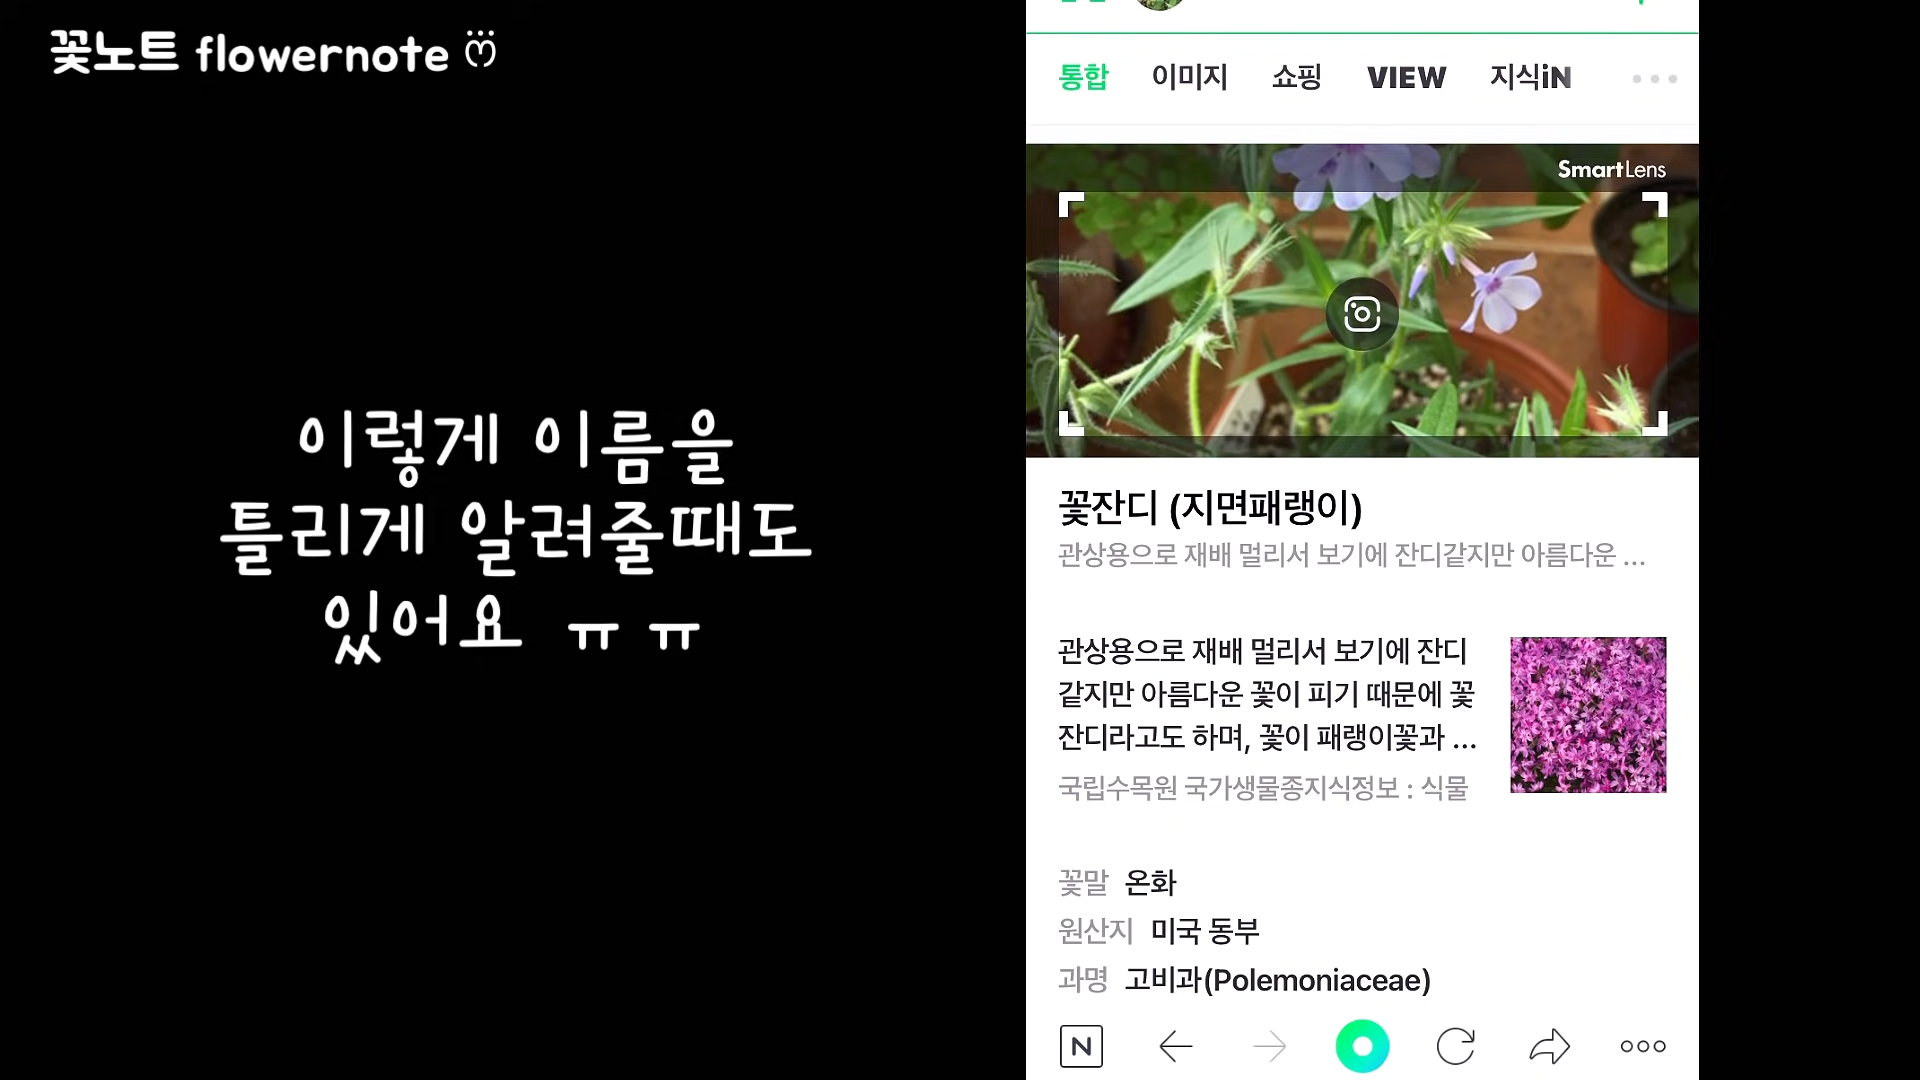 꽃노트 flowernote
이렇게 이름을
틀리게 알려줄때도
있어요 ㅠㅠ
통합 이미지 쇼핑 VIEW 지식iN
SmartLens
꽃잔디 (지면패랭이)
관상용으로 재배 멀리서 보기에 잔디같지만 아름다운 ...
관상용으로 재배 멀리서 보기에 잔디
같지만 아름다운 꽃이 피기 때문에 꽃
잔디라고도 하며, 꽃이 패랭이꽃과 ...
국립수목원 국가생물종지식정보 : 식물
꽃말 온화
원산지 미국 동부
과명 고비과(Polemoniaceae)
N